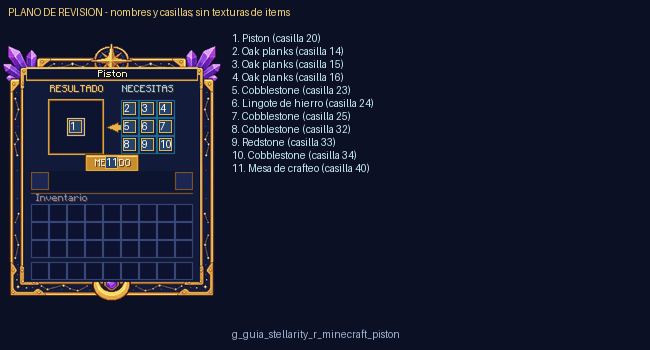 PLANO DE REVISION - nombres y casillas; sin texturas de items
Piston
RESULTADO NECESITAS
1
2 3 4
5 6 7
8 9 10
ME11DO
Inventario
1. Piston (casilla 20)
2. Oak planks (casilla 14)
3. Oak planks (casilla 15)
4. Oak planks (casilla 16)
5. Cobblestone (casilla 23)
6. Lingote de hierro (casilla 24)
7. Cobblestone (casilla 25)
8. Cobblestone (casilla 32)
9. Redstone (casilla 33)
10. Cobblestone (casilla 34)
11. Mesa de crafteo (casilla 40)
g_guia_stellarity_r_minecraft_piston